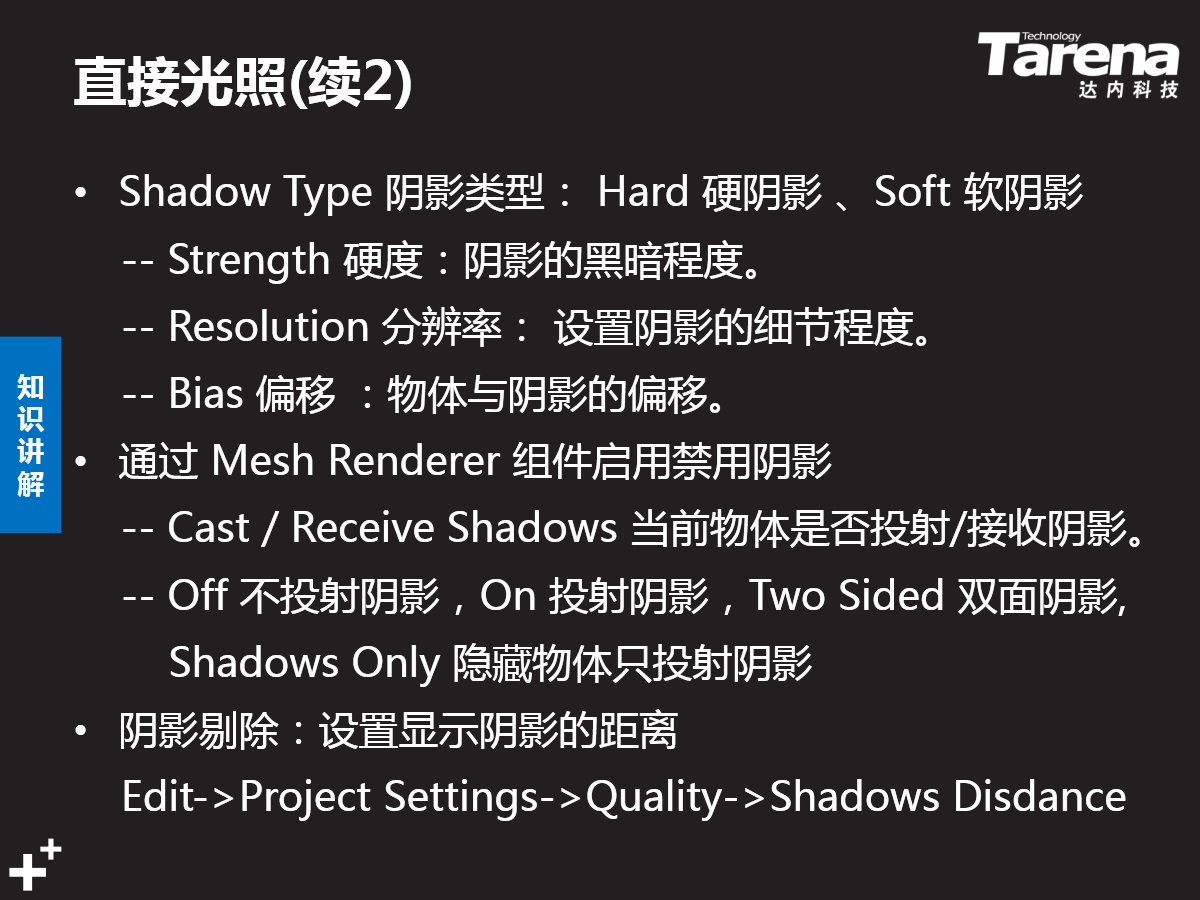 直接光照(续2)
Technology
Tarena
达内科技
• Shadow Type 阴影类型： Hard 硬阴影 、Soft 软阴影
-- Strength 硬度：阴影的黑暗程度。
-- Resolution 分辨率： 设置阴影的细节程度。
-- Bias 偏移 ：物体与阴影的偏移。
知识讲解
• 通过 Mesh Renderer 组件启用禁用阴影
-- Cast / Receive Shadows 当前物体是否投射/接收阴影。
-- Off 不投射阴影，On 投射阴影，Two Sided 双面阴影,
Shadows Only 隐藏物体只投射阴影
• 阴影剔除：设置显示阴影的距离
Edit->Project Settings->Quality->Shadows Disdance